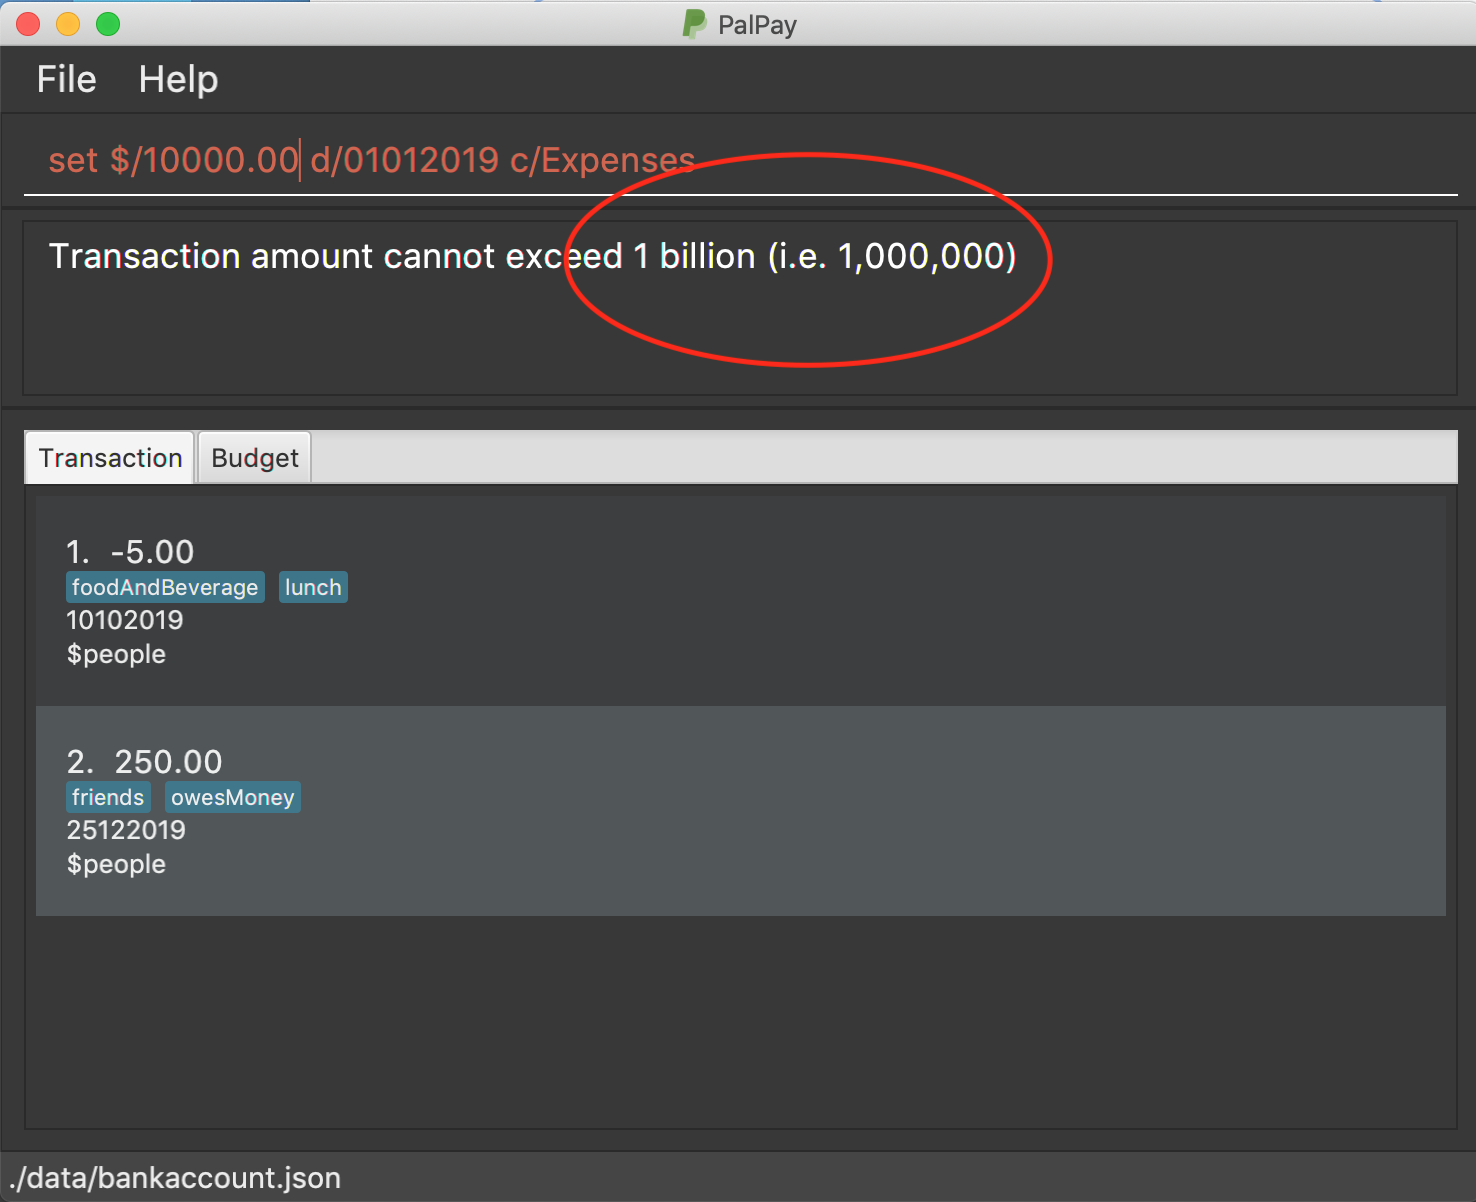 PalPay
File Help
set $/10000.00 d/01012019 c/Expenses
Transaction amount cannot exceed 1 billion (i.e. 1,000,000)
Transaction Budget
1. -5.00
foodAndBeverage lunch
10102019
$people
2. 250.00
friends owesMoney
25122019
$people
./data/bankaccount.json